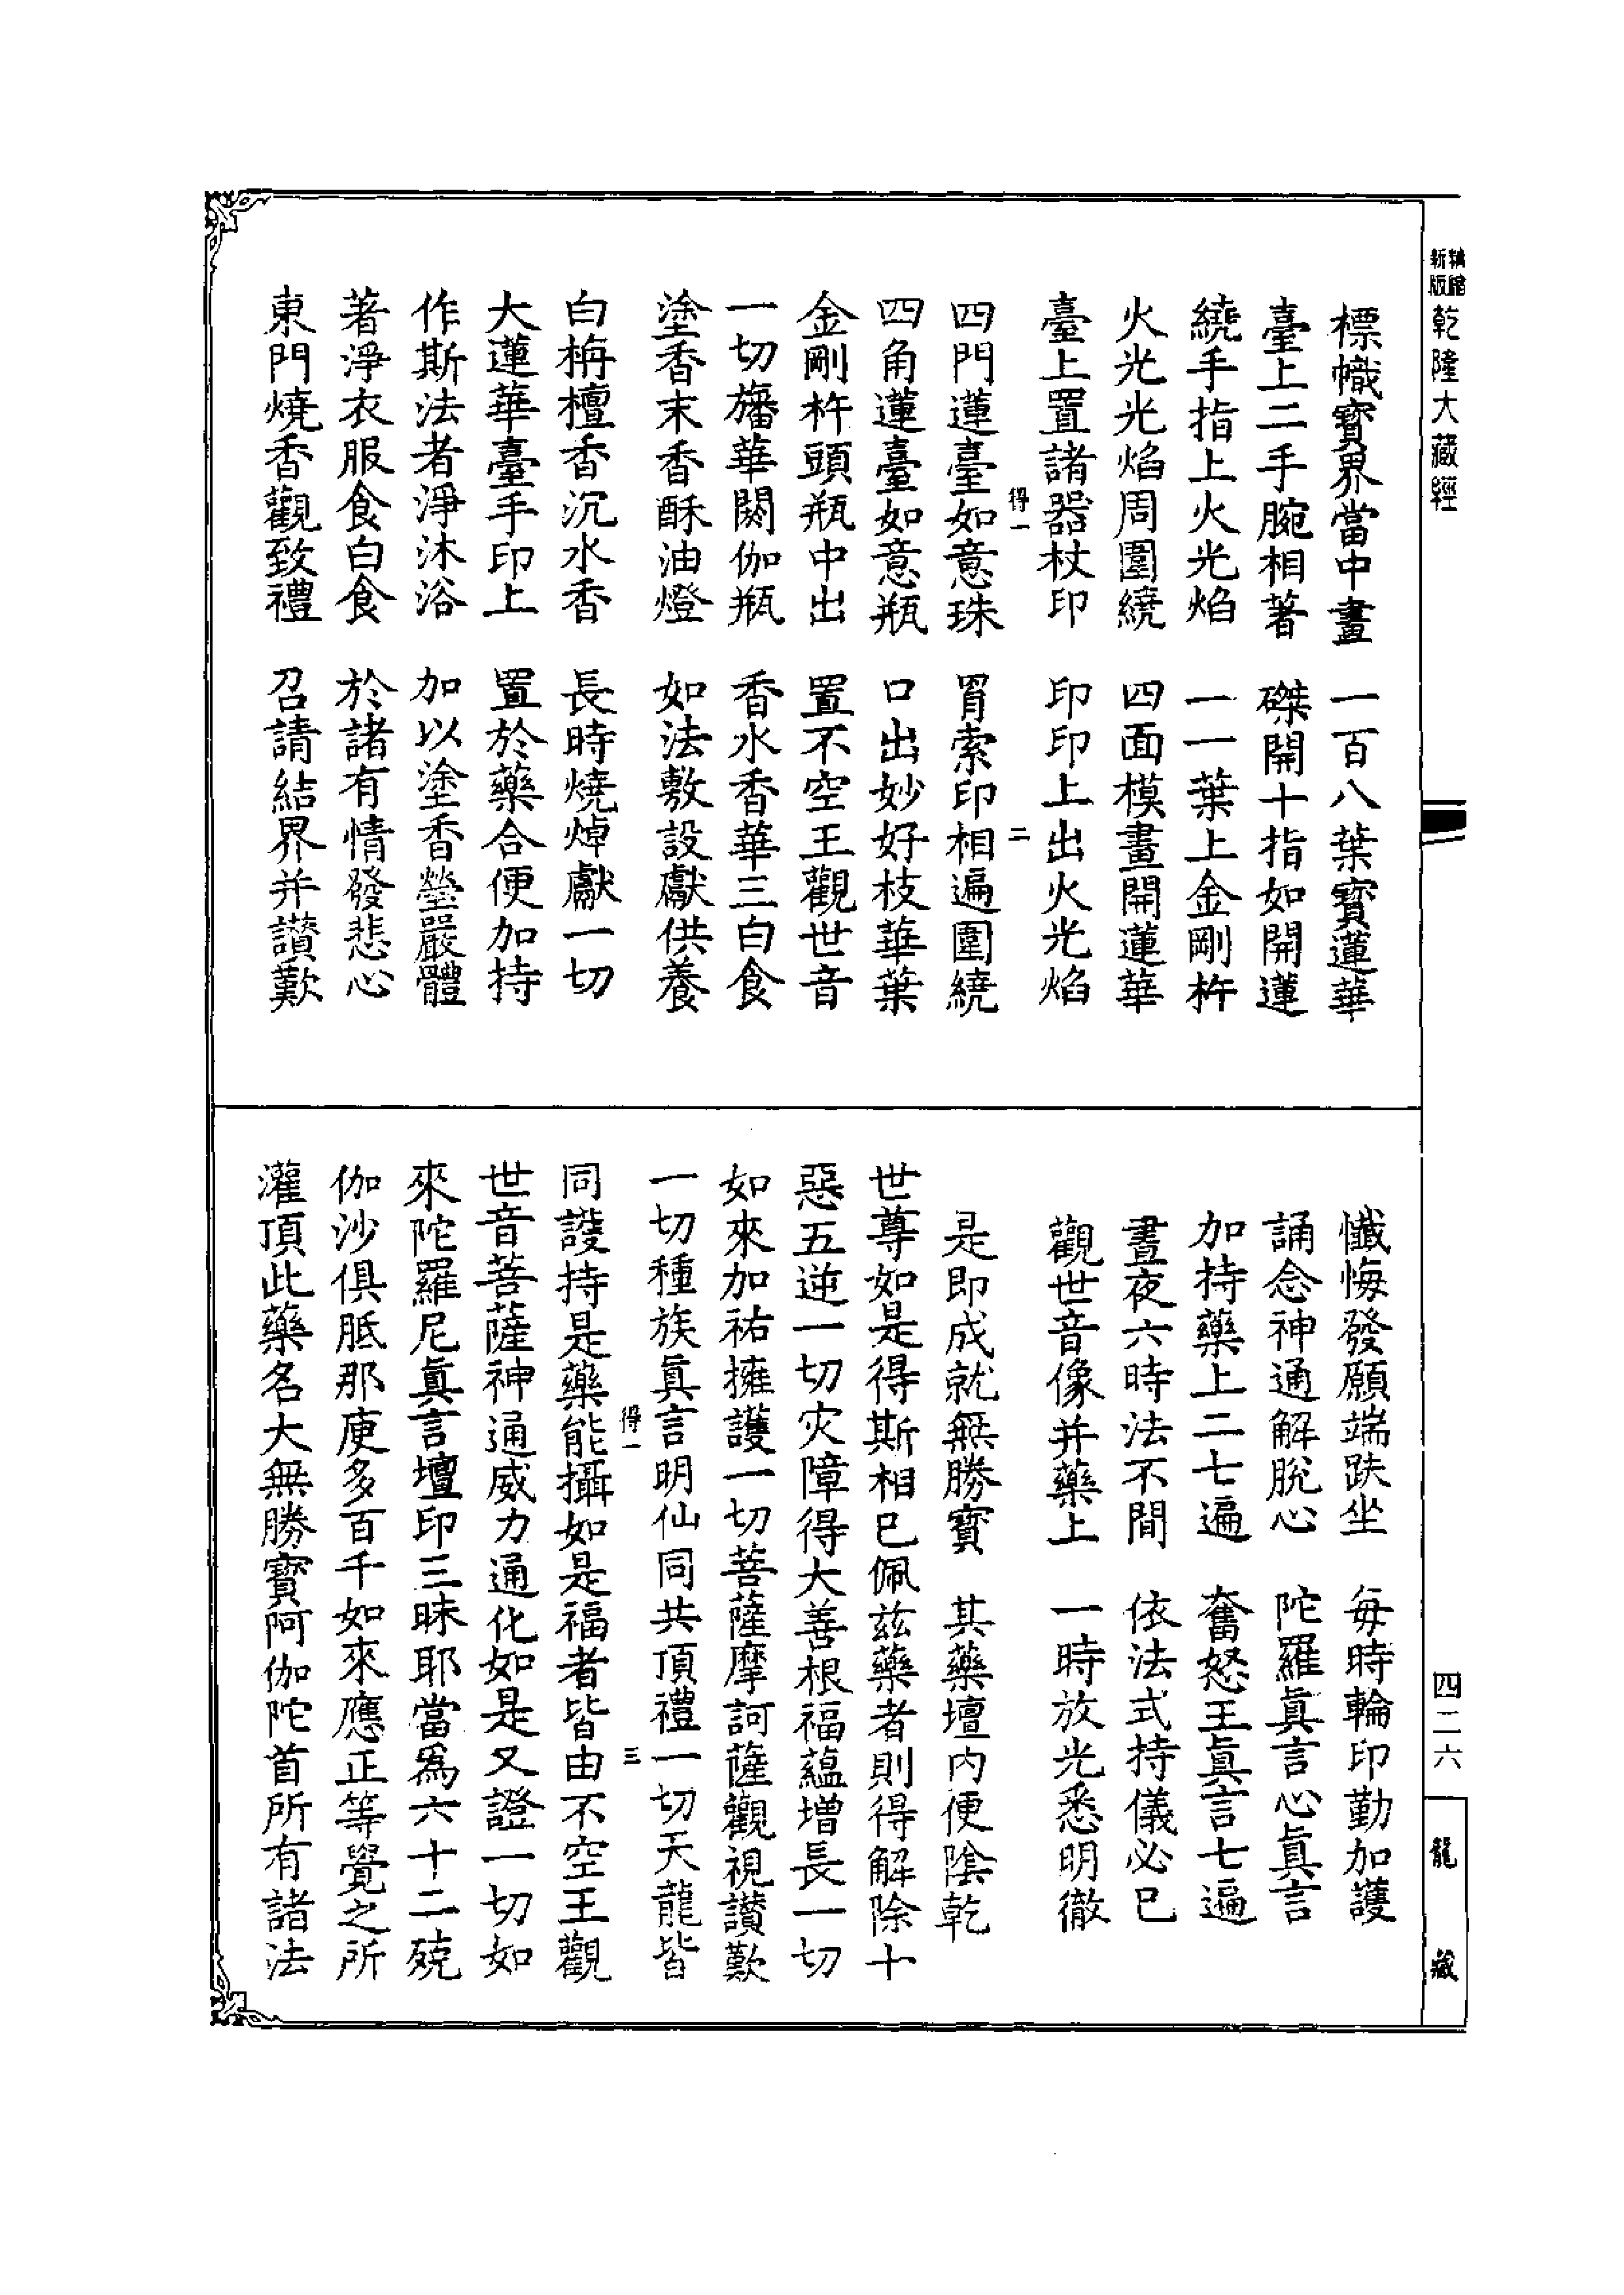 新版精縮乾隆大藏經
標幟寶界當中畫　一百八葉寶蓮華
臺上二手腕相著　磔開十指如開蓮
繞手指上火光焰　一一葉上金剛杵
火光光焰周圍繞　四面模畫開蓮華
臺上置諸器杖印　印印上出火光焰
得一　二
四門蓮臺如意珠　罥索印相遍圍繞
四角蓮臺如意瓶　口出妙好枝華葉
金剛杵頭瓶中出　置不空王觀世音
一切旛華閼伽瓶　香水香華三白食
塗香末香酥油燈　如法敷設獻供養
白栴檀香沉水香　長時燒焯獻一切
大蓮華臺手印上　置於藥合便加持
作斯法者淨沐浴　加以塗香瑩嚴體
著淨衣服食白食　於諸有情發悲心
東門燒香觀致禮　召請結界并讚歎
懺悔發願端趺坐　每時輪印勤加護
誦念神通解脫心　陀羅真言心真言
加持藥上二七遍　奮怒王真言七遍
晝夜六時法不間　依法式持儀必已
觀世音像并藥上　一時放光悉明徹
是即成就無勝寶　其藥壇內便陰乾
世尊如是得斯相已佩茲藥者則得解除十
惡五逆一切灾障得大善根福蘊增長一切
如來加祐擁護一切菩薩摩訶薩觀視讚歎
一切種族真言明仙同共頂禮一切天龍皆
得一　三
同護持是藥能攝如是福者皆由不空王觀
世音菩薩神通威力通化如是又證一切如
來陀羅尼真言壇印三昧耶當為六十二殑
伽沙俱胝那庾多百千如來應正等覺之所
灌頂此藥名大無勝寶阿伽陀首所有諸法
四二六
龍藏